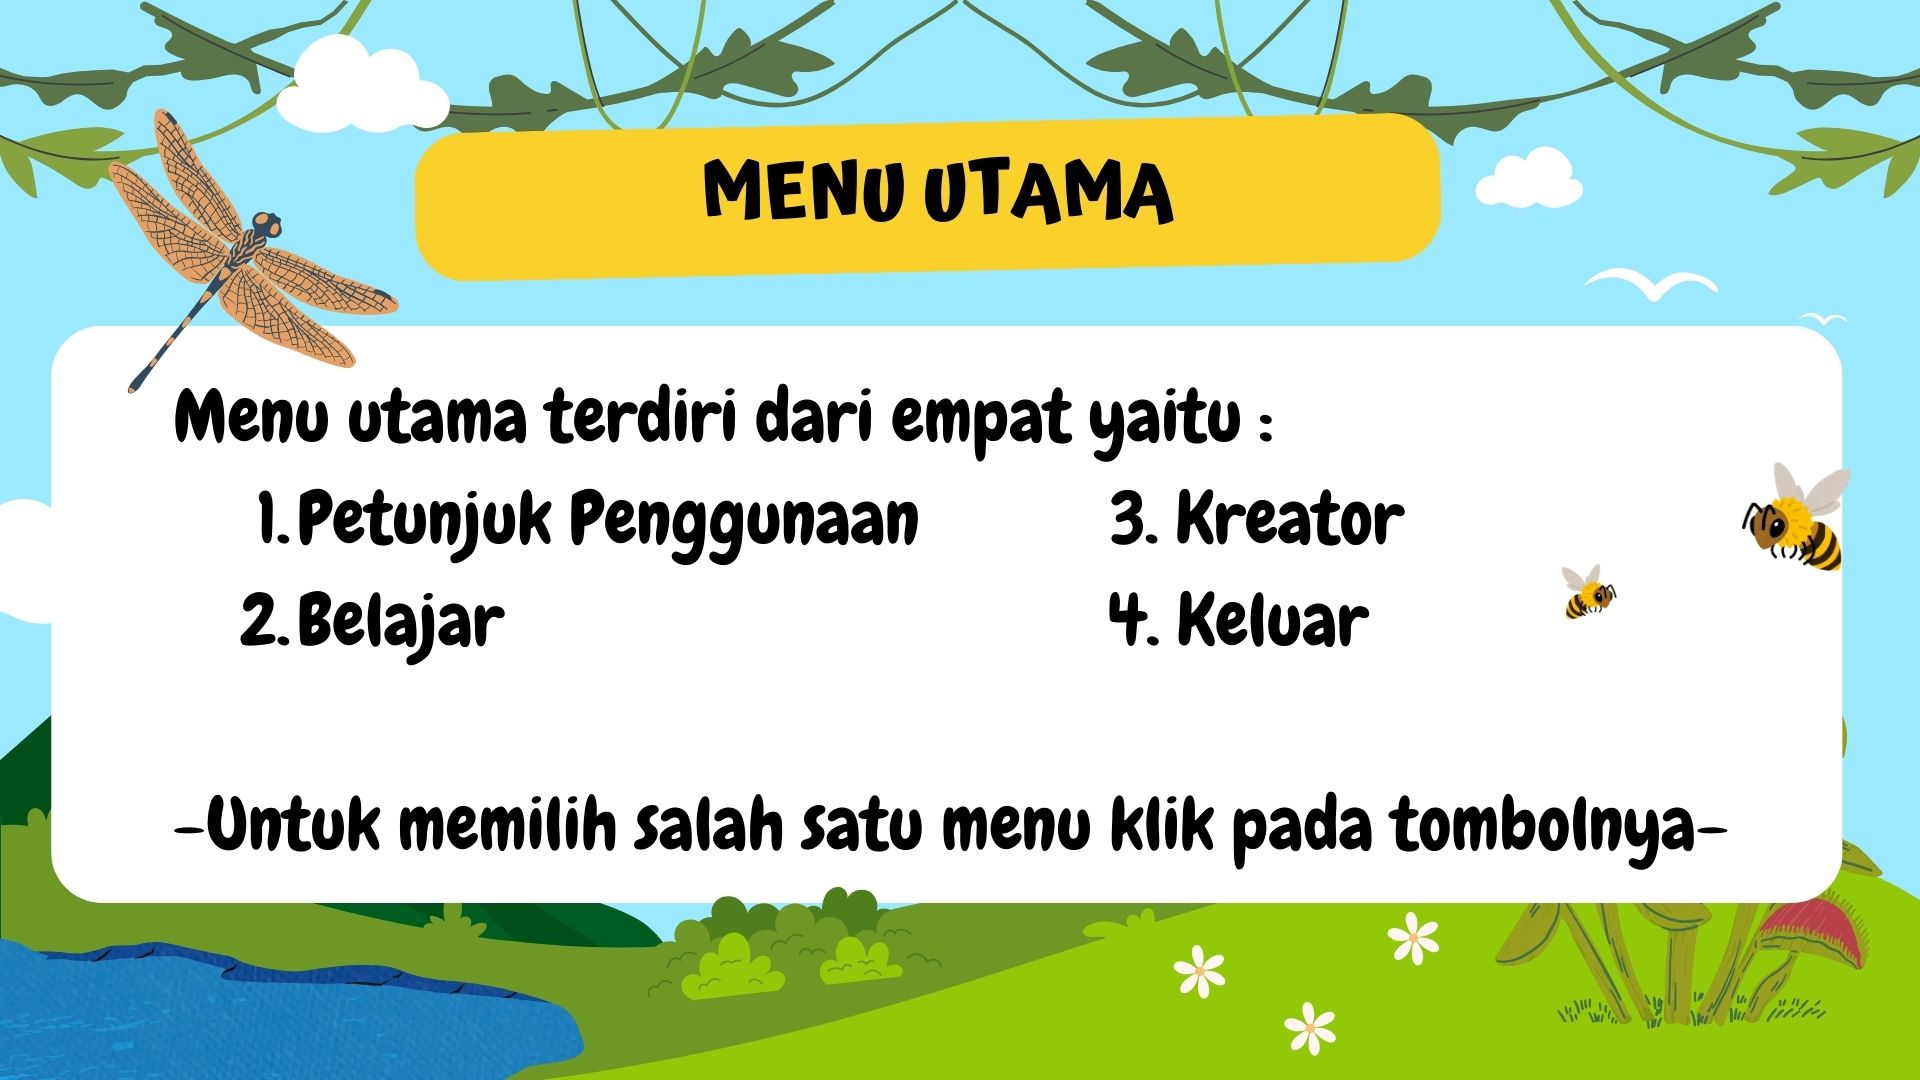 MENU UTAMA
Menu utama terdiri dari empat yaitu :
1. Petunjuk Penggunaan
2. Belajar
3. Kreator
4. Keluar
-Untuk memilih salah satu menu klik pada tombolnya-